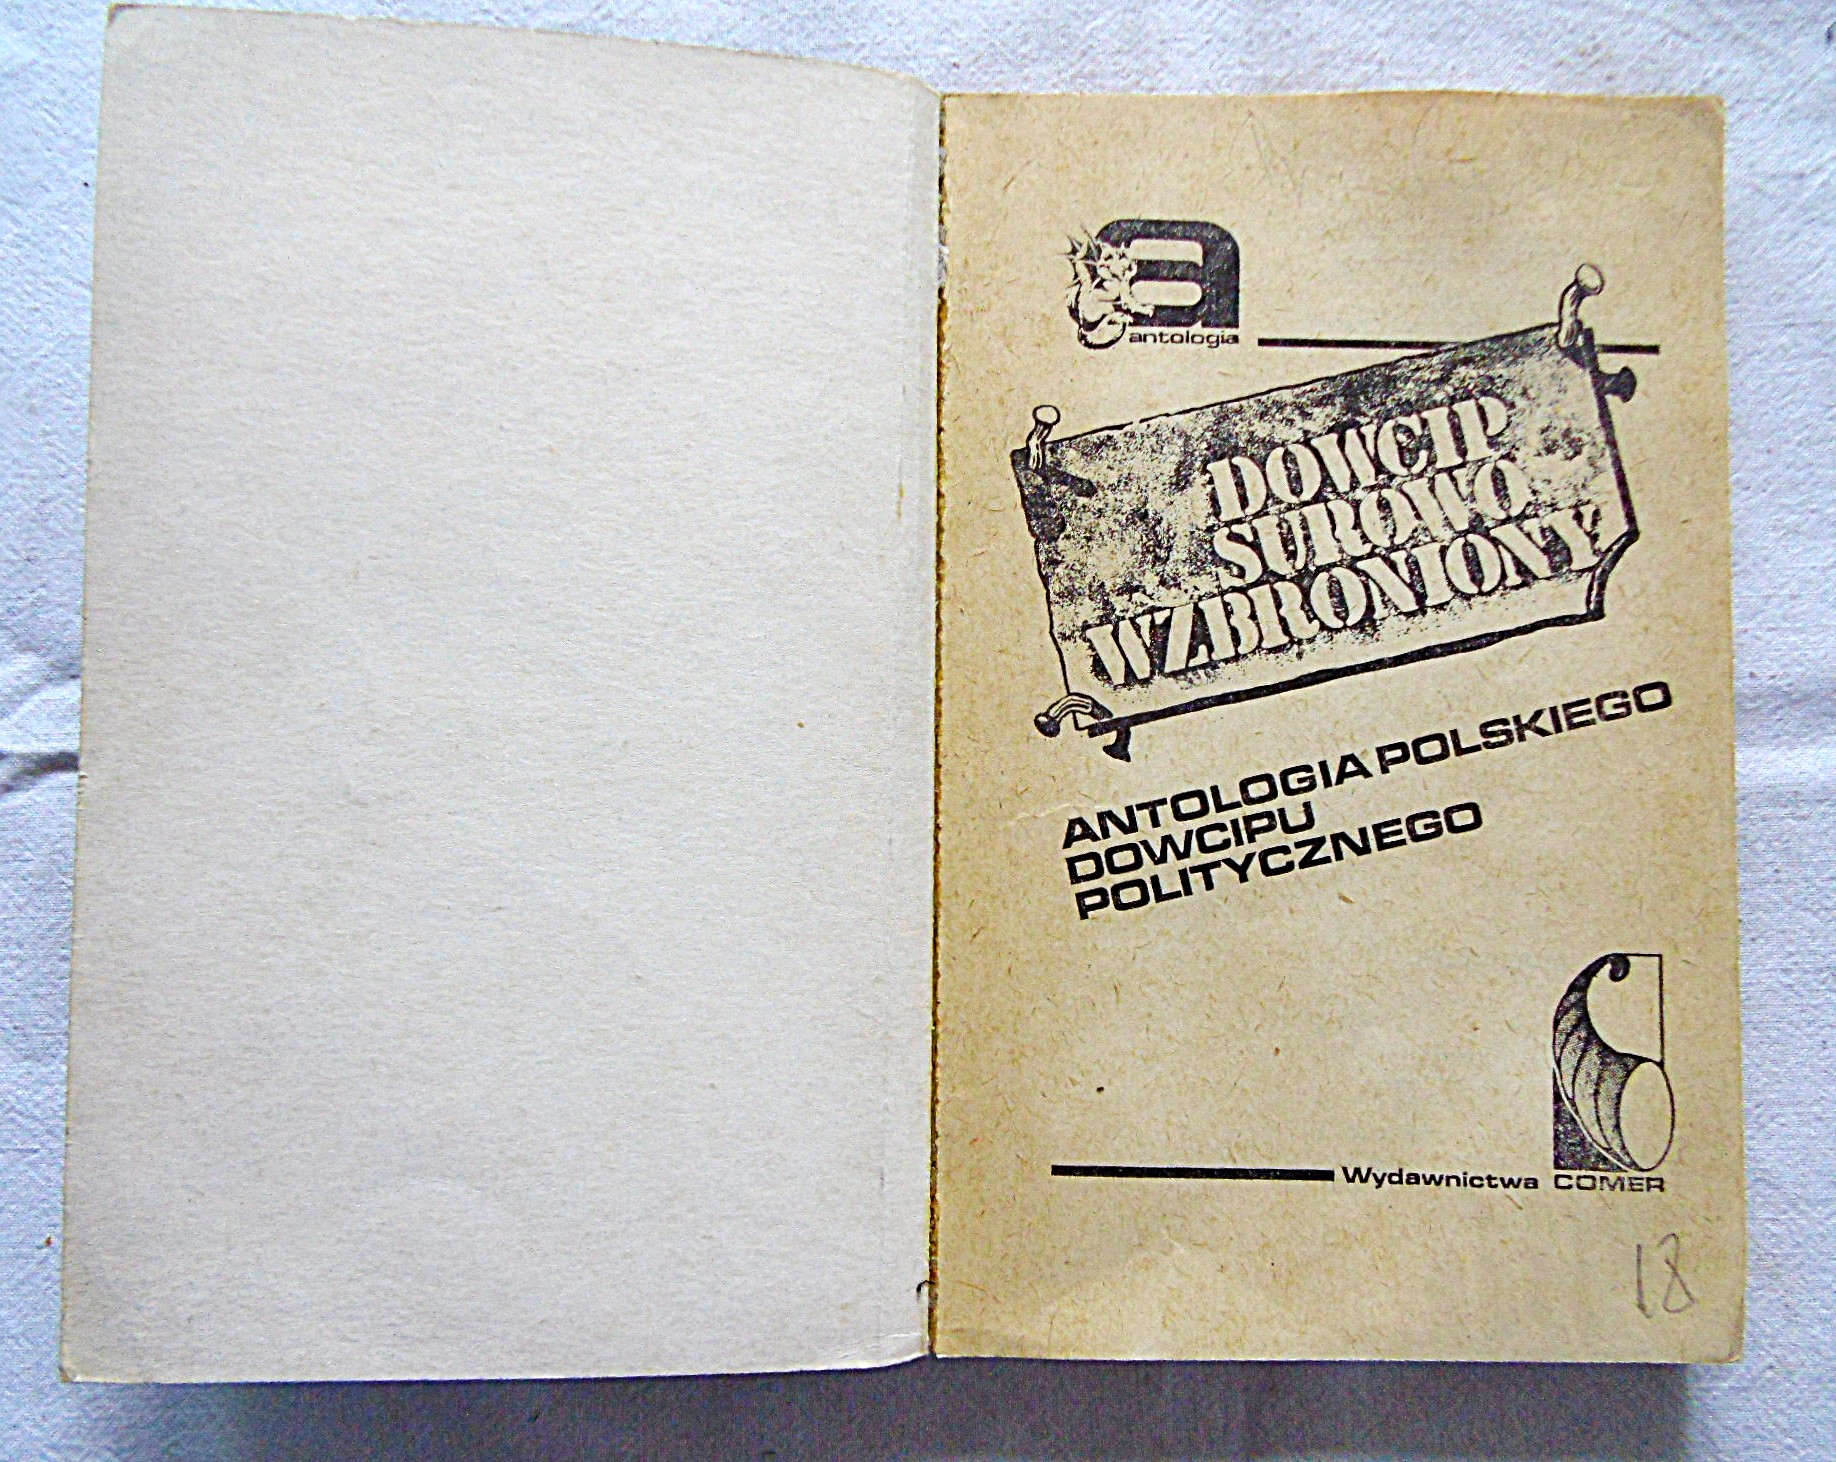 a
antologia
DOWCIP
SUROWO
WZBRONIONY
ANTOLOGIA POLSKIEGO
DOWCIPU
POLITYCZNEGO
Wydawnictwa COMER
18